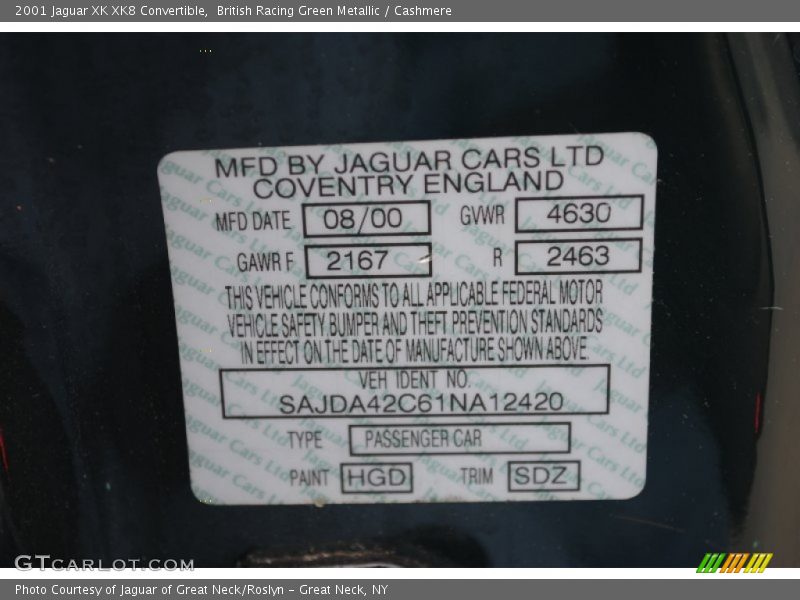 2001 Jaguar XK XK8 Convertible,  British Racing Green Metallic / Cashmere
MFD BY JAGUAR CARS LTD
COVENTRY ENGLAND
MFD DATE 08/00 GVWR 4630
GAWR F 2167 R 2463
THIS VEHICLE CONFORMS TO ALL APPLICABLE FEDERAL MOTOR
VEHICLE SAFETY BUMPER AND THEFT PREVENTION STANDARDS
IN EFFECT ON THE DATE OF MANUFACTURE SHOWN ABOVE.
VEH IDENT NO.
SAJDA42C61NA12420
TYPE PASSENGER CAR
PAINT HGD TRIM SDZ
GTCARLOT.COM
Photo Courtesy of Jaguar of Great Neck/Roslyn – Great Neck, NY